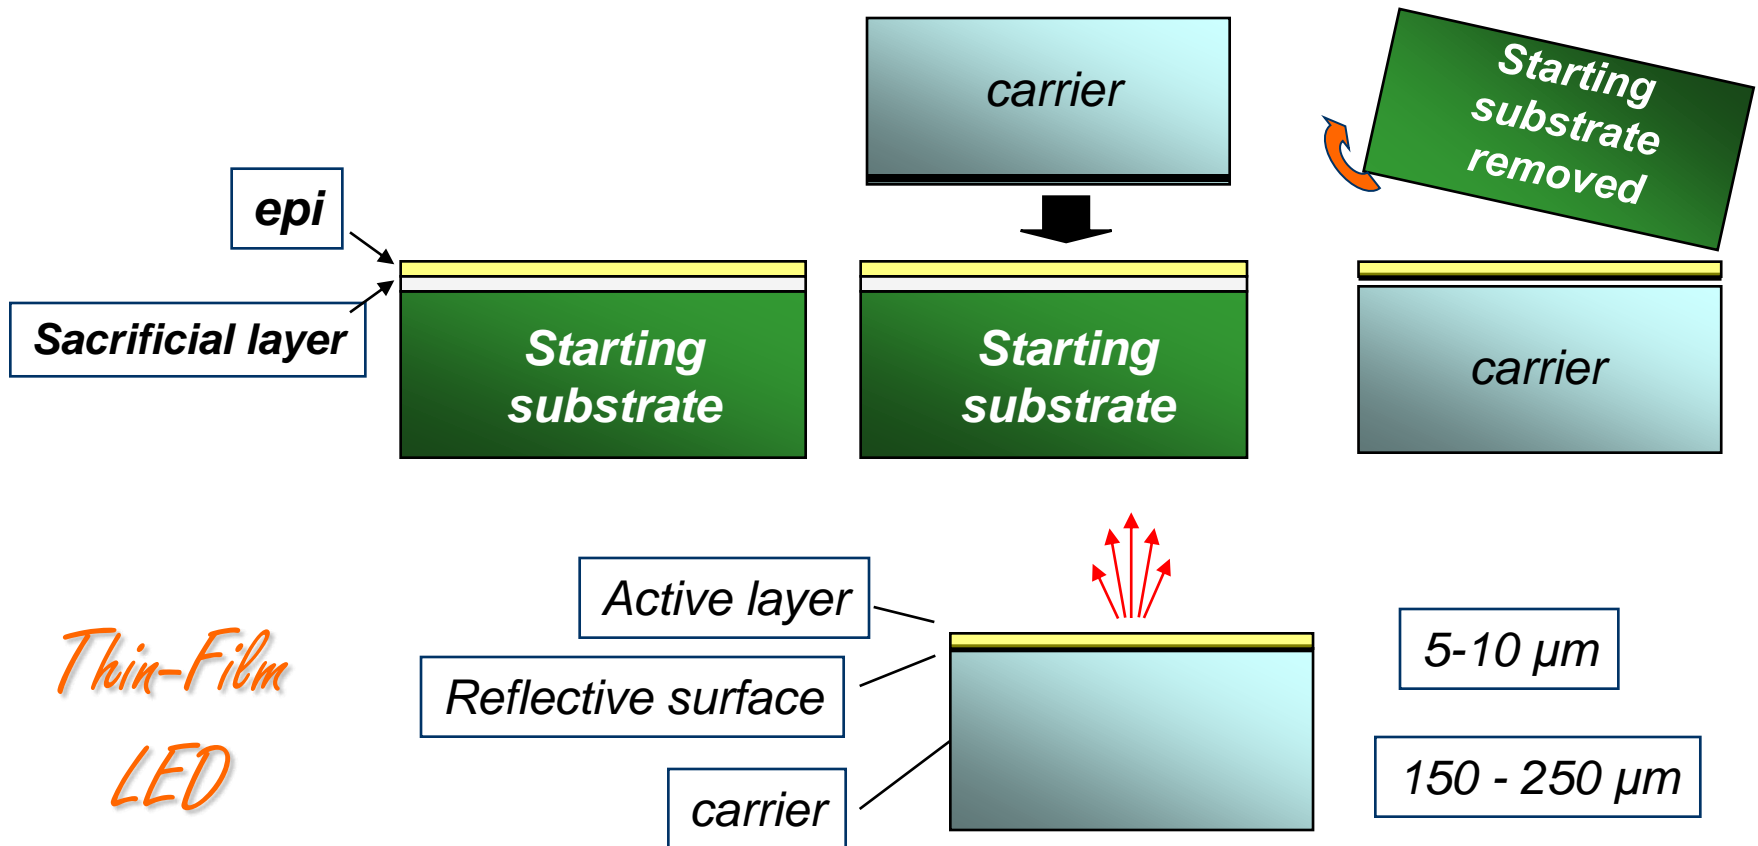 carrier
Starting
substrate
removed
epi
Sacrificial layer
Starting
substrate
Starting
substrate
carrier
Active layer
Reflective surface
carrier
5-10 µm
150 - 250 µm
Thin-Film
LED